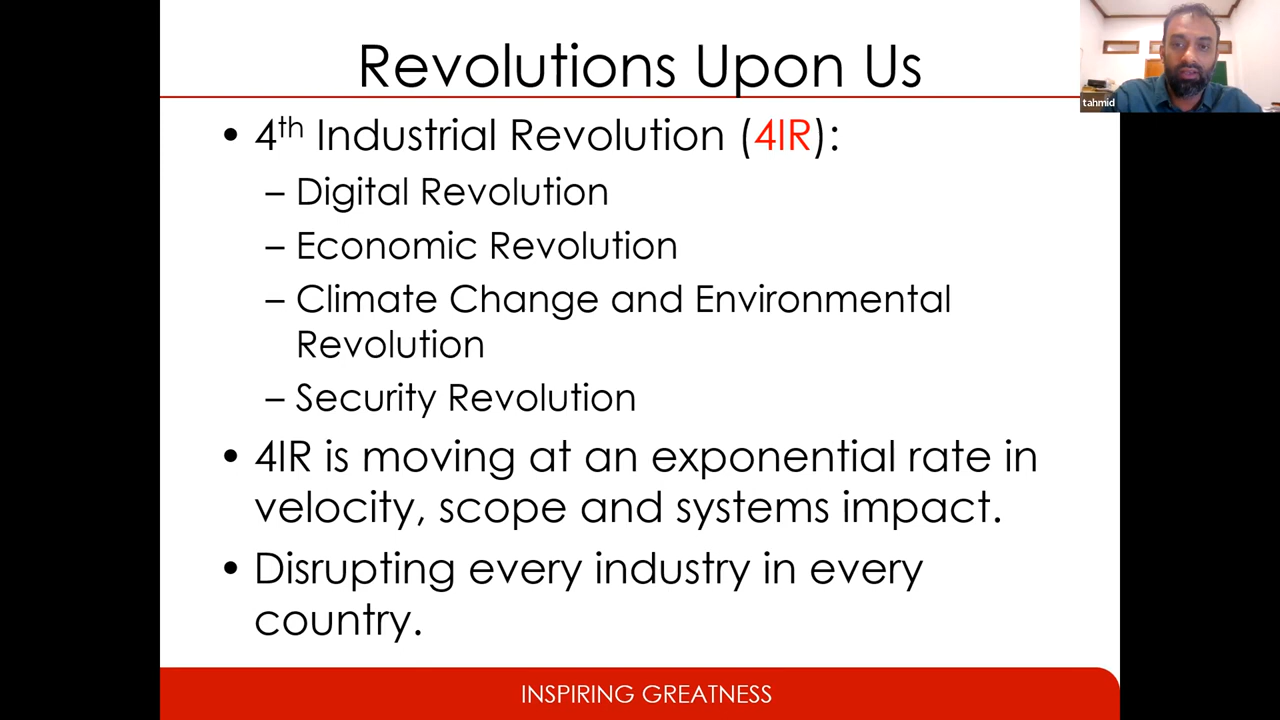 Revolutions Upon Us
tahmid
• 4th Industrial Revolution (4IR):
– Digital Revolution
– Economic Revolution
– Climate Change and Environmental
Revolution
– Security Revolution
• 4IR is moving at an exponential rate in
velocity, scope and systems impact.
• Disrupting every industry in every
country.
INSPIRING GREATNESS